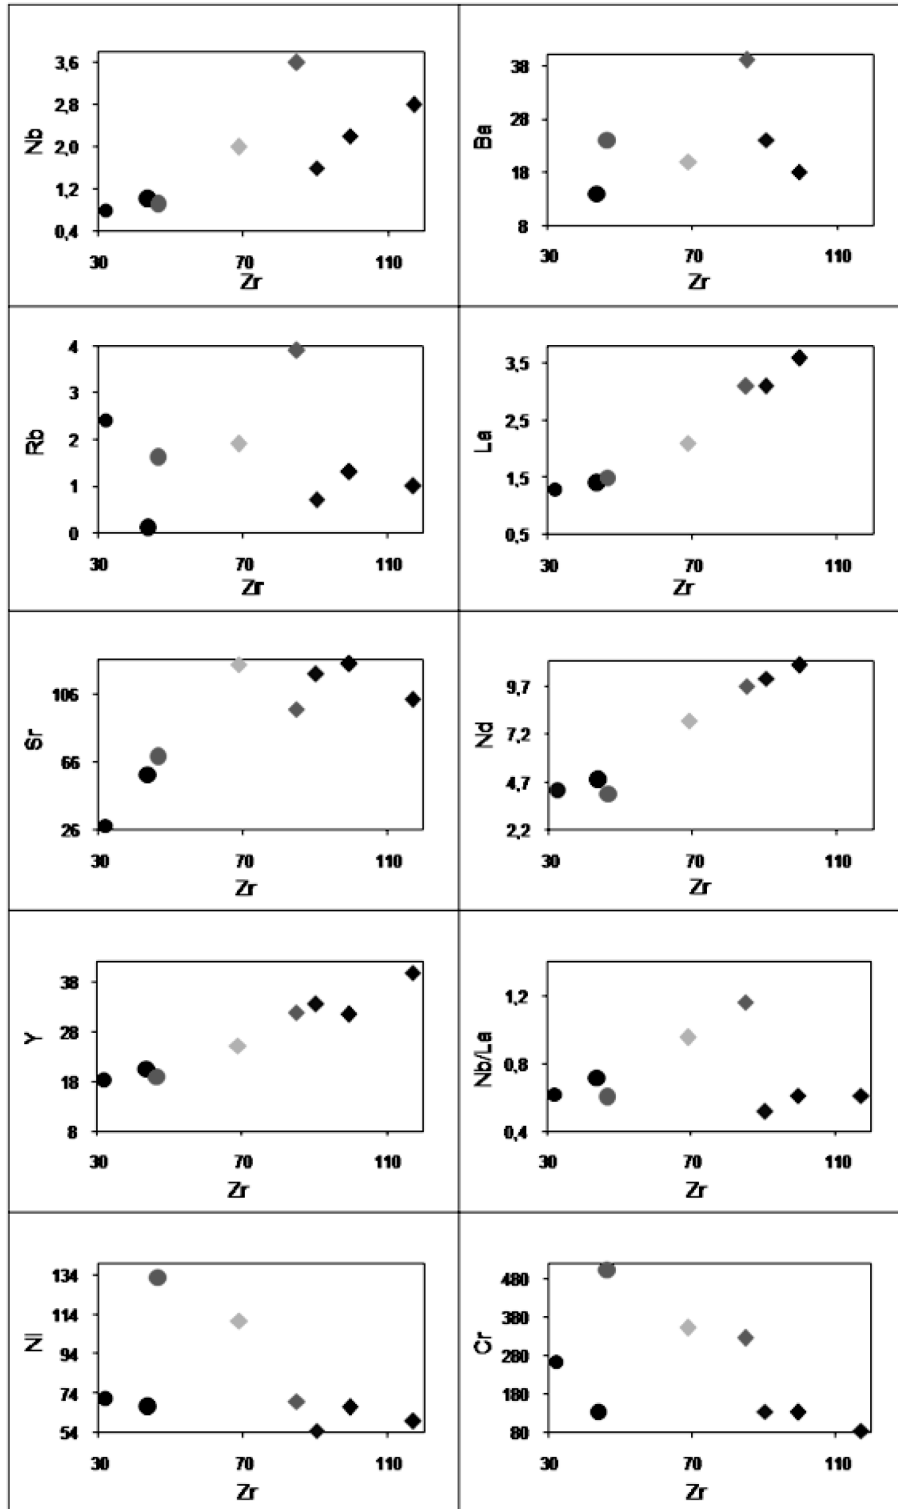 Nb
3,6
2,8
2,0
1,2
0,4
30 70 110
Zr
Ba
38
28
18
8
30 70 110
Zr
Rb
4
3
2
1
0
30 70 110
Zr
La
3,5
2,5
1,5
0,5
30 70 110
Zr
Sr
106
66
26
30 70 110
Zr
Nd
9,7
7,2
4,7
2,2
30 70 110
Zr
Y
38
28
18
8
30 70 110
Zr
Nb/La
1,2
0,8
0,4
30 70 110
Zr
Ni
134
114
94
74
54
30 70 110
Zr
Cr
480
380
280
180
80
30 70 110
Zr